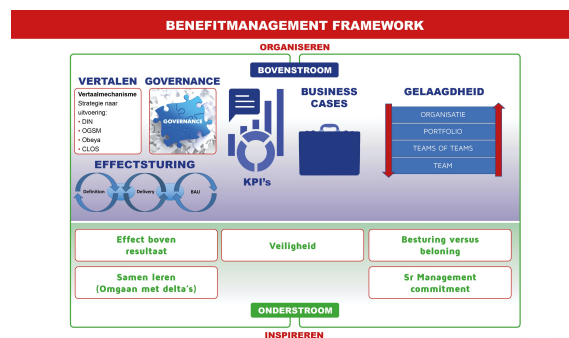 BENEFITMANAGEMENT FRAMEWORK
ORGANISEREN
BOVENSTROOM
VERTALEN
Vertaalmechanisme
Strategie naar
uitvoering:
• DIN
• OGSM
• Obeya
• CLOS
GOVERNANCE
GOVERNANCE
EFFECTSTURING
Definition
Delivery
BAU
KPI's
BUSINESS
CASES
GELAAGDHEID
ORGANISATIE
PORTFOLIO
TEAMS OF TEAMS
TEAM
Effect boven
resultaat
Veiligheid
Besturing versus
beloning
Samen leren
(Omgaan met delta's)
Sr Management
commitment
ONDERSTROOM
INSPIREREN